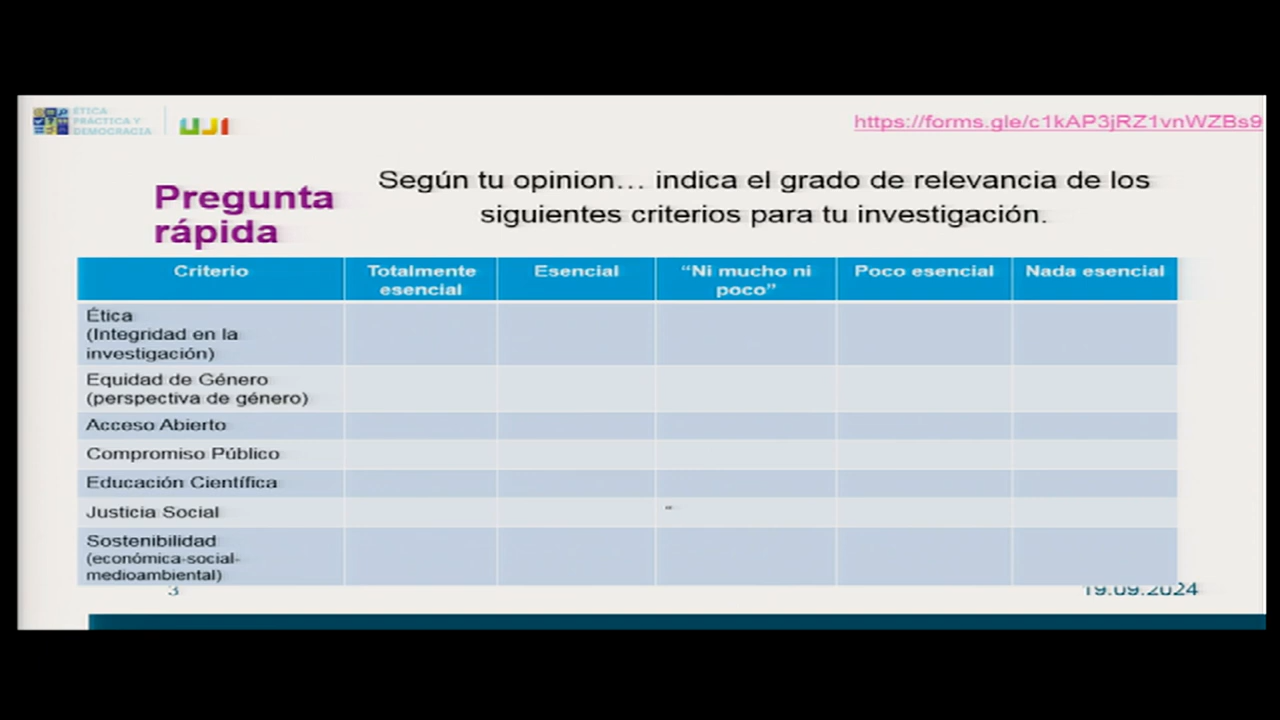 ÉTICA
PRÁCTICA Y
DEMOCRACIA
UJI
https://forms.gle/c1kAP3jRZ1vnWZBs9
Pregunta
rápida
Según tu opinion… indica el grado de relevancia de los
siguientes criterios para tu investigación.
Criterio
Totalmente
esencial
Esencial
“Ni mucho ni
poco”
Poco esencial
Nada esencial
Ética
(Integridad en la
investigación)
Equidad de Género
(perspectiva de género)
Acceso Abierto
Compromiso Público
Educación Científica
Justicia Social
Sostenibilidad
(económica-social-
medioambiental)
3
19.09.2024